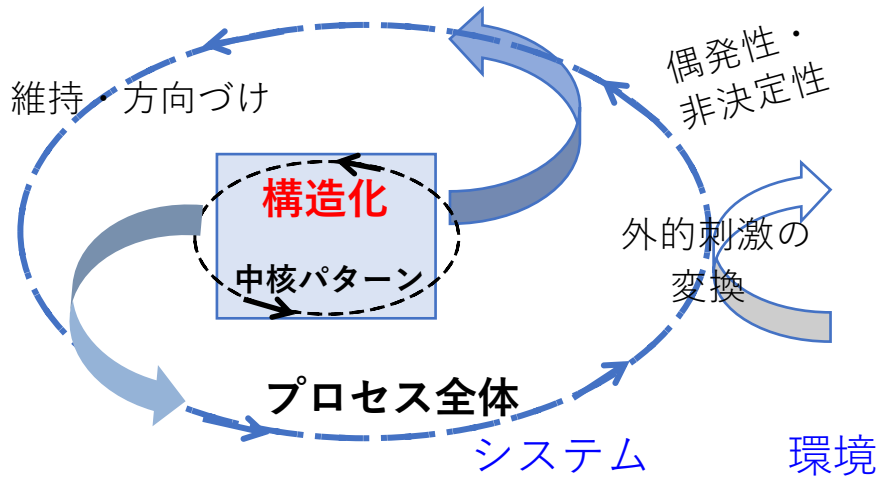 偶発性・
非決定性
維持・方向づけ
構造化
外的刺激の
変換
中核パターン
プロセス全体
システム
環境